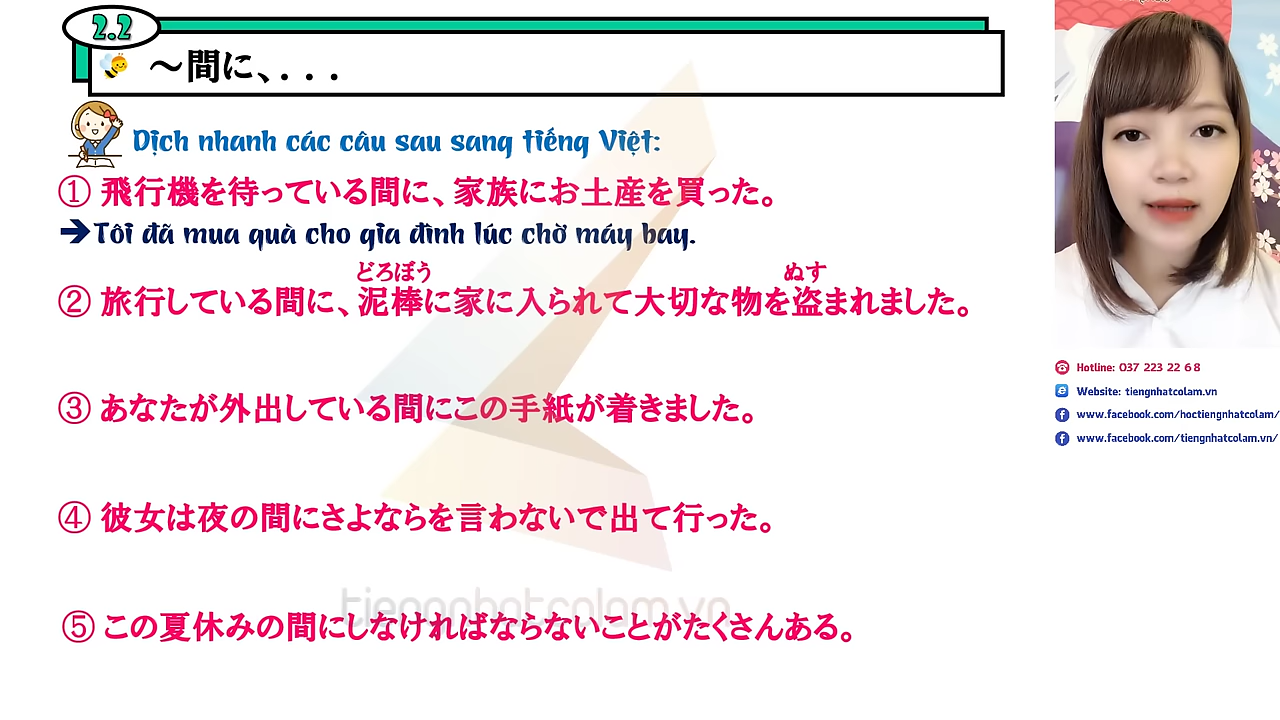 2.2
～間に、. . .
Dịch nhanh các câu sau sang tiếng Việt:
① 飛行機を待っている間に、家族にお土産を買った。
➔Tôi đã mua quà cho gia đình lúc chờ máy bay.
どろぼう ぬす
② 旅行している間に、泥棒に家に入られて大切な物を盗まれました。
③ あなたが外出している間にこの手紙が着きました。
④ 彼女は夜の間にさよならを言わないで出て行った。
⑤ この夏休みの間にしなければならないことがたくさんある。
tiengnhatcolam.vn
Hotline: 037 223 22 68
Website: tiengnhatcolam.vn
www.facebook.com/hoctiengnhatcolam/
www.facebook.com/tiengnhatcolam.vn/